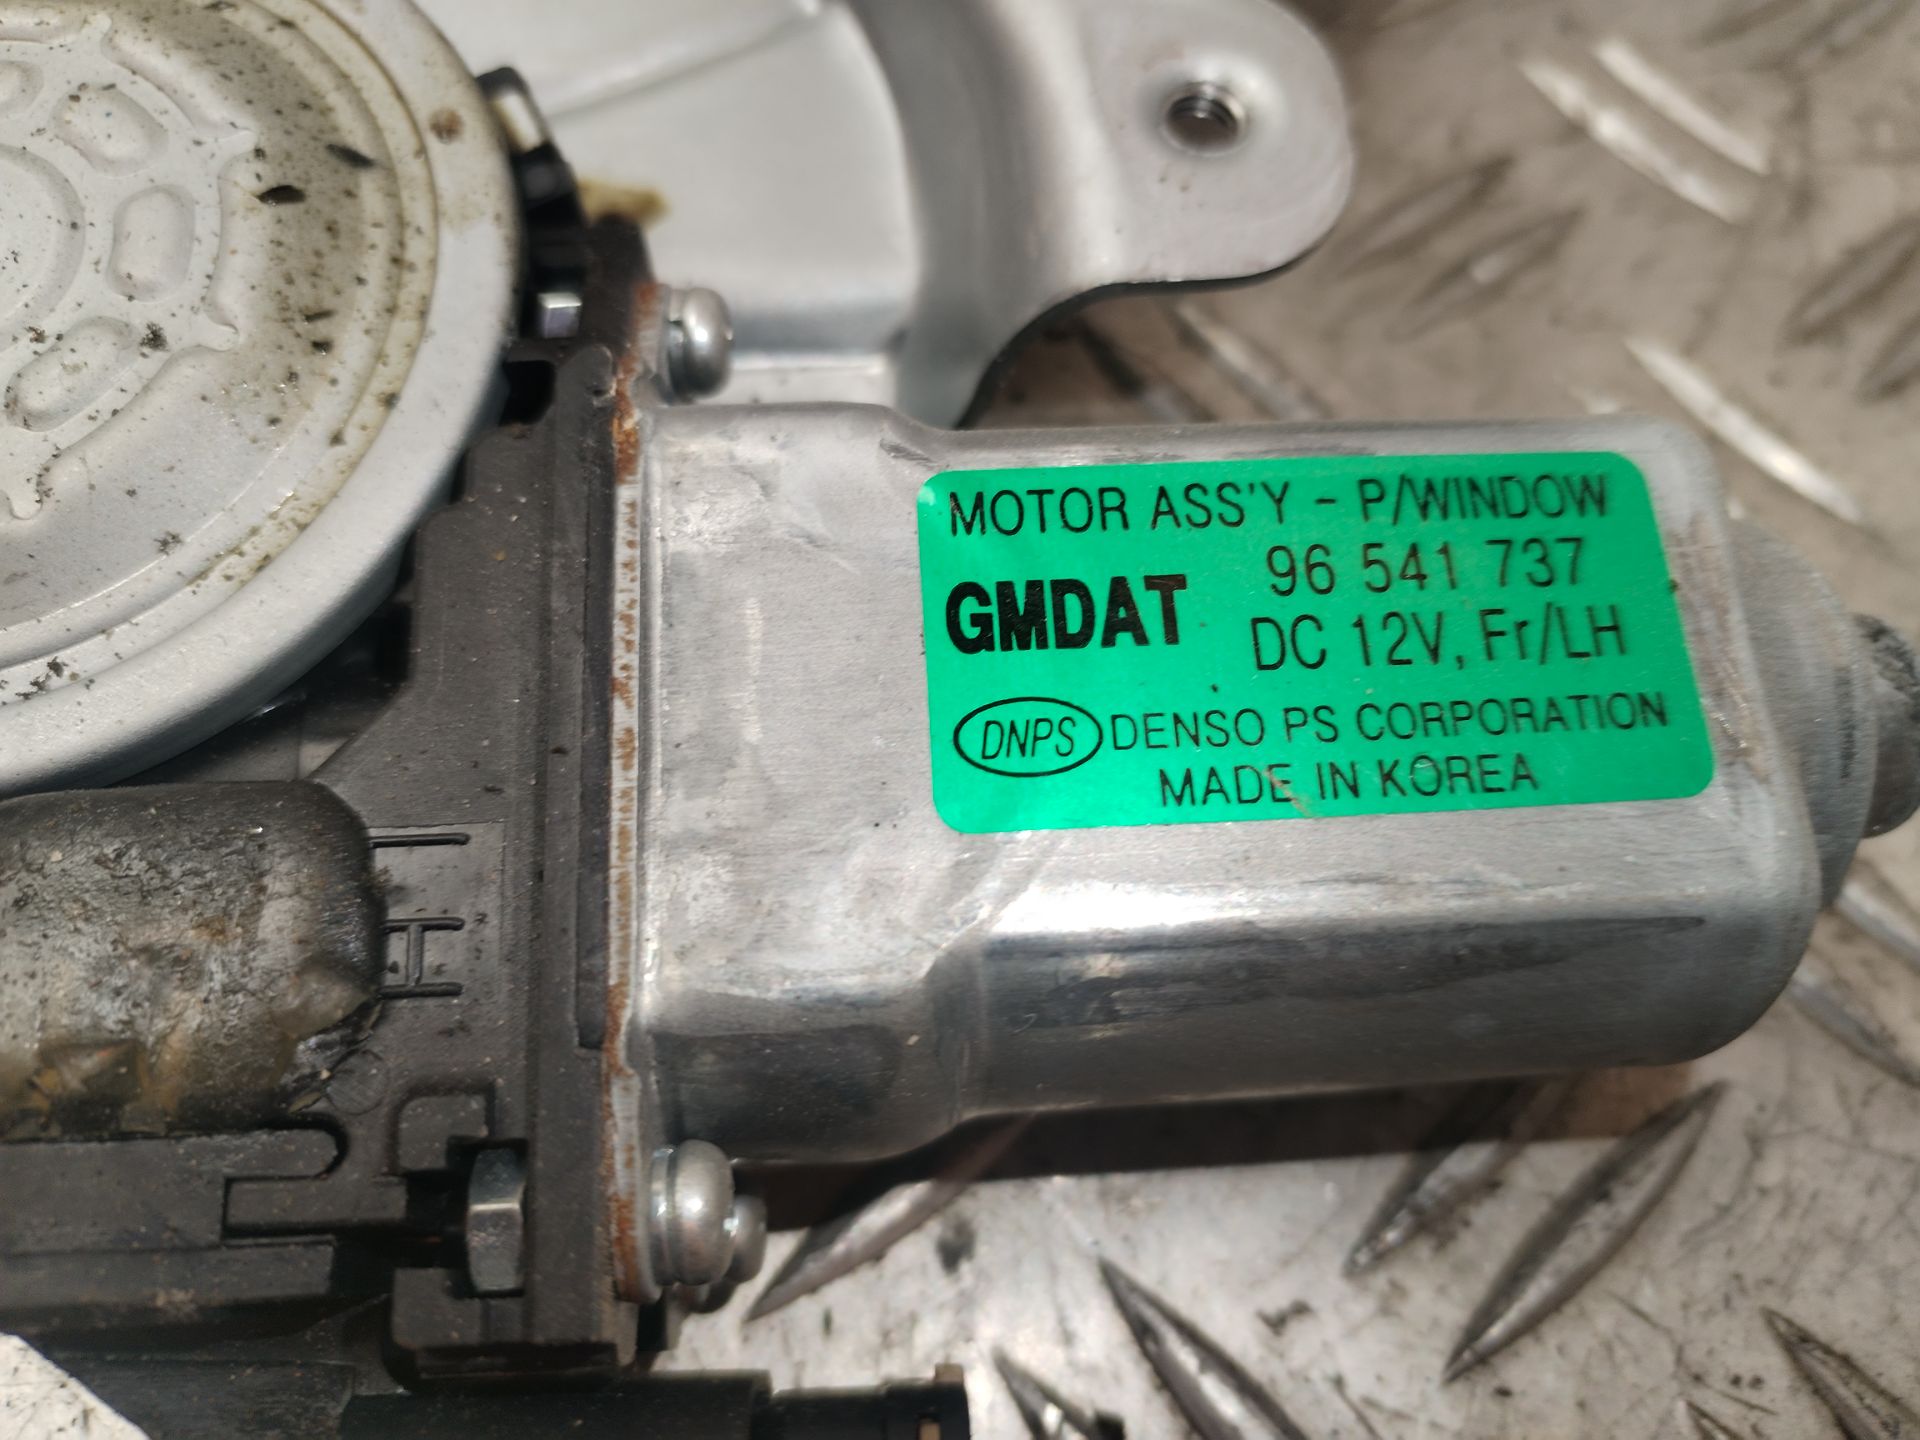 MOTOR ASS'Y - P/WINDOW
GMDAT 96 541 737
DC 12V, Fr/LH
DNPS DENSO PS CORPORATION
MADE IN KOREA